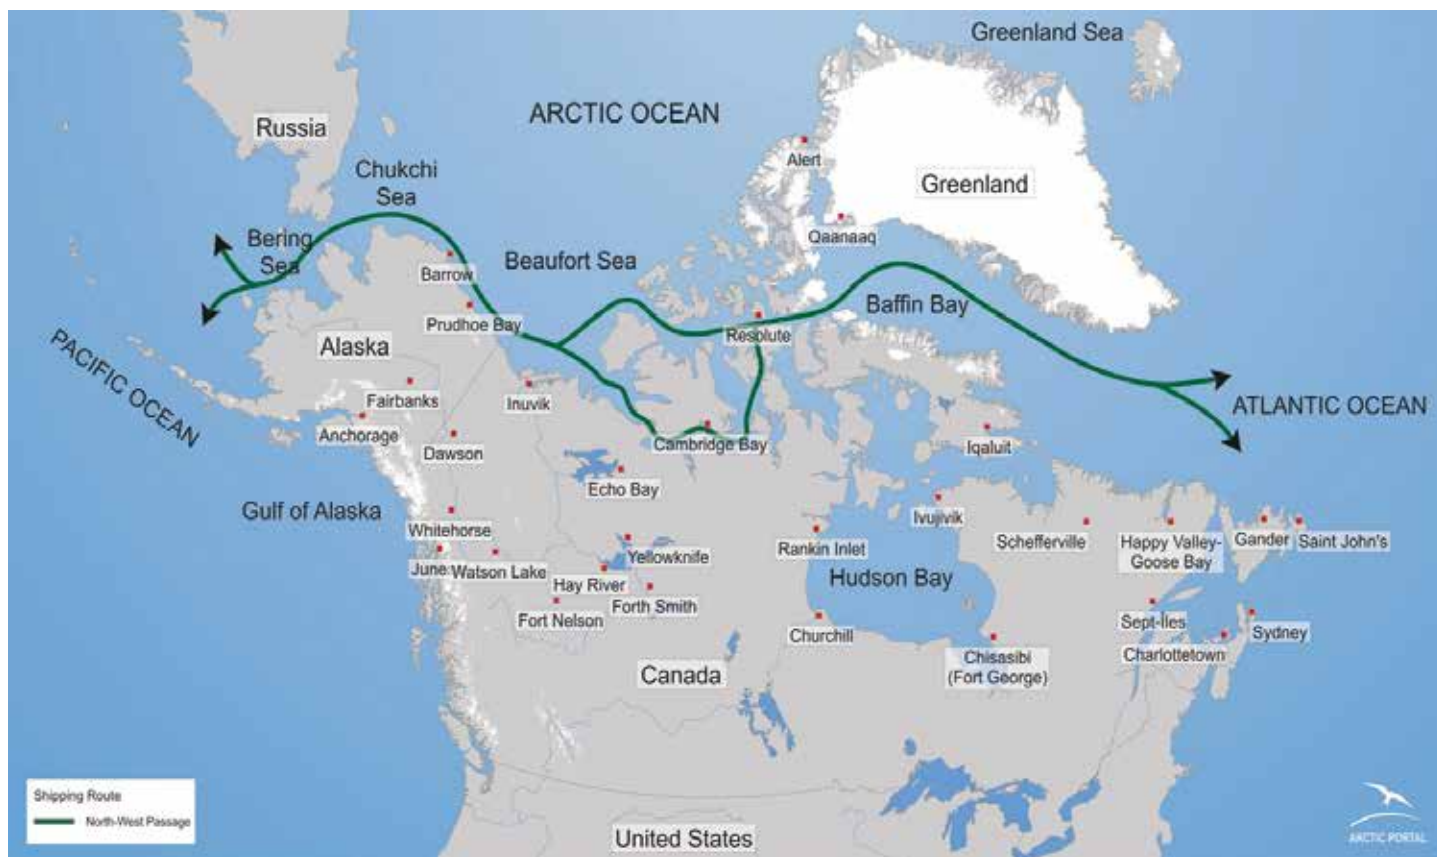 Greenland Sea
ARCTIC OCEAN
Russia
Alert
Chukchi
Sea
Greenland
Bering
Sea
Qaanaaq
Beaufort Sea
Barrow
Baffin Bay
Prudhoe Bay
Resolute
Alaska
PACIFIC OCEAN
Fairbanks
Inuvik
ATLANTIC OCEAN
Anchorage
Cambridge Bay
Iqaluit
Dawson
Echo Bay
Gulf of Alaska
Ivujivik
Whitehorse
Rankin Inlet
Schefferville
Happy Valley-
Goose Bay
Gander
Saint John's
Yellowknife
June
Watson Lake
Hay River
Hudson Bay
Forth Smith
Fort Nelson
Sept-Îles
Churchill
Sydney
Charlottetown
Chisasibi
(Fort George)
Canada
Shipping Route
North-West Passage
United States
ARCTIC PORTAL